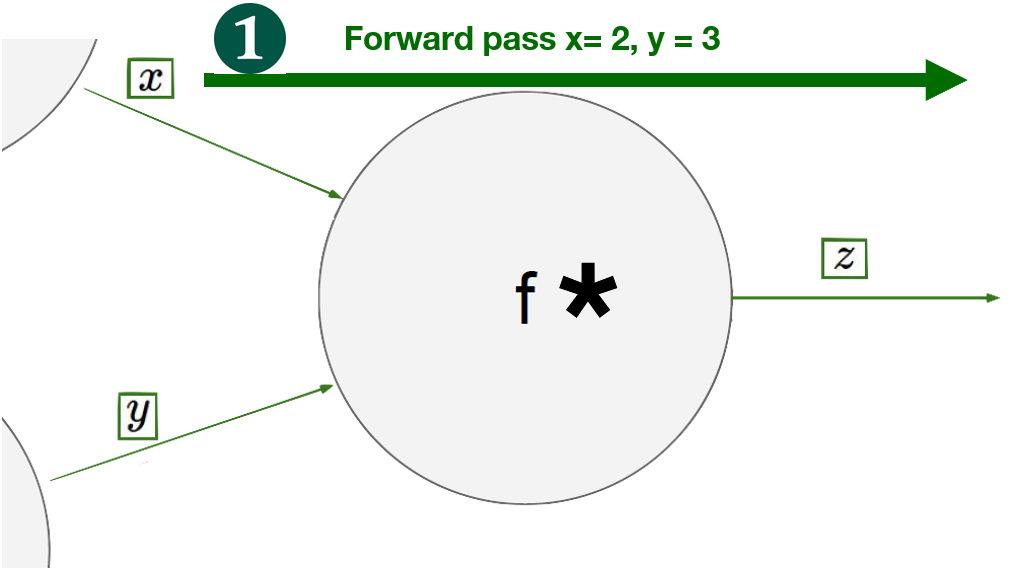 1
Forward pass x= 2, y = 3
x
z
f *
y